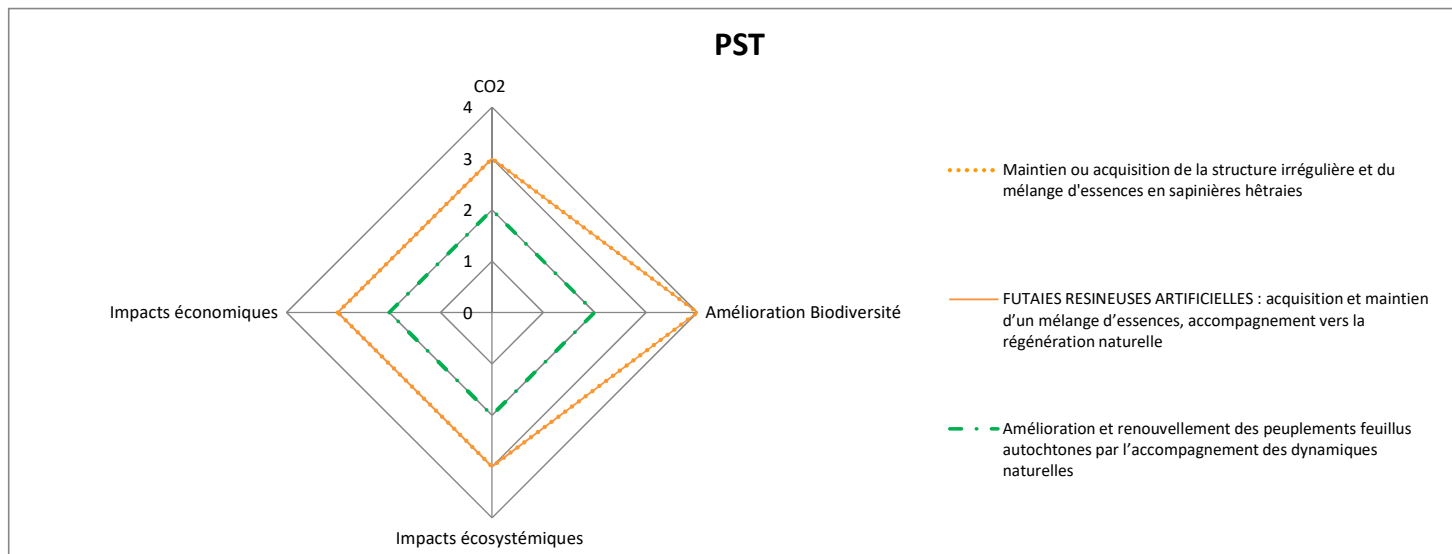 PST
CO2
4
3
2
1
0
Impacts économiques
Amélioration Biodiversité
Impacts écosystémiques
Maintien ou acquisition de la structure irrégulière et du
mélange d'essences en sapinières hêtraies
FUTAIES RESINEUSES ARTIFICIELLES : acquisition et maintien
d’un mélange d’essences, accompagnement vers la
régénération naturelle
Amélioration et renouvellement des peuplements feuillus
autochtones par l’accompagnement des dynamiques
naturelles